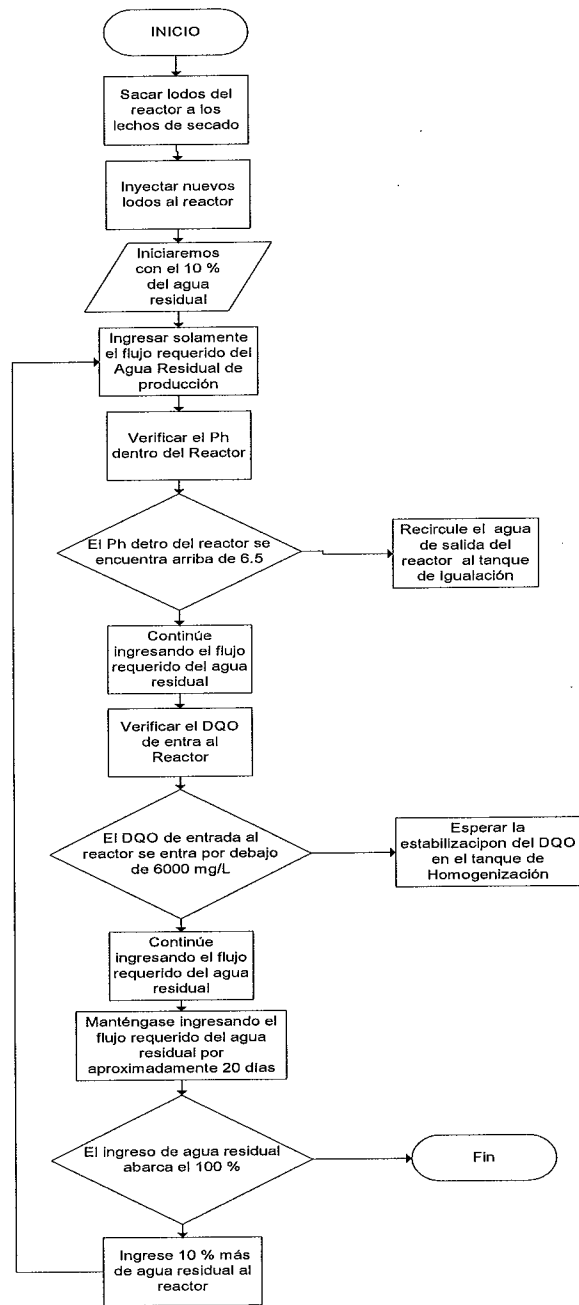 INICIO
Sacar lodos del
reactor a los
lechos de secado
Inyectar nuevos
lodos al reactor
Iniciaremos
con el 10 %
del agua
residual
Ingresar solamente
el flujo requerido del
Agua Residual de
producción
Verificar el Ph
dentro del Reactor
El Ph detro del reactor se
encuentra arriba de 6.5
Recircule el agua
de salida del
reactor al tanque
de Igualación
Continúe
ingresando el flujo
requerido del agua
residual
Verificar el DQO
de entra al
Reactor
El DQO de entrada al
reactor se entra por debajo
de 6000 mg/L
Esperar la
estabilizacipon del DQO
en el tanque de
Homogenización
Continúe
ingresando el flujo
requerido del agua
residual
Manténgase ingresando el
flujo requerido del agua
residual por
aproximadamente 20 días
El ingreso de agua residual
abarca el 100 %
Fin
Ingrese 10 % más
de agua residual al
reactor